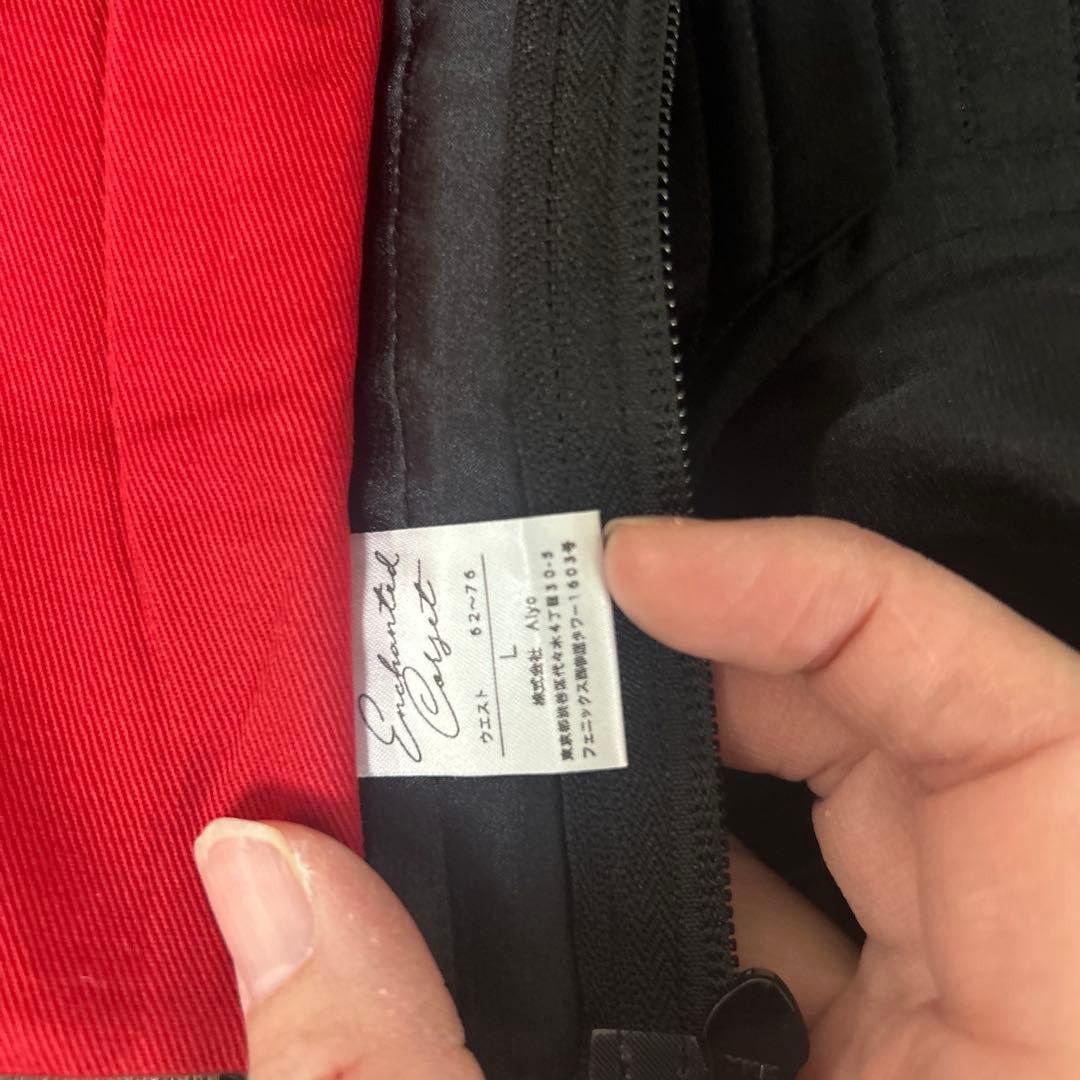 Enchanted
Corset
ウエスト 62~76
L
株式会社 Aiyo
東京都渋谷区代々木4丁目30-3
フェニックス西参道タワー1603号